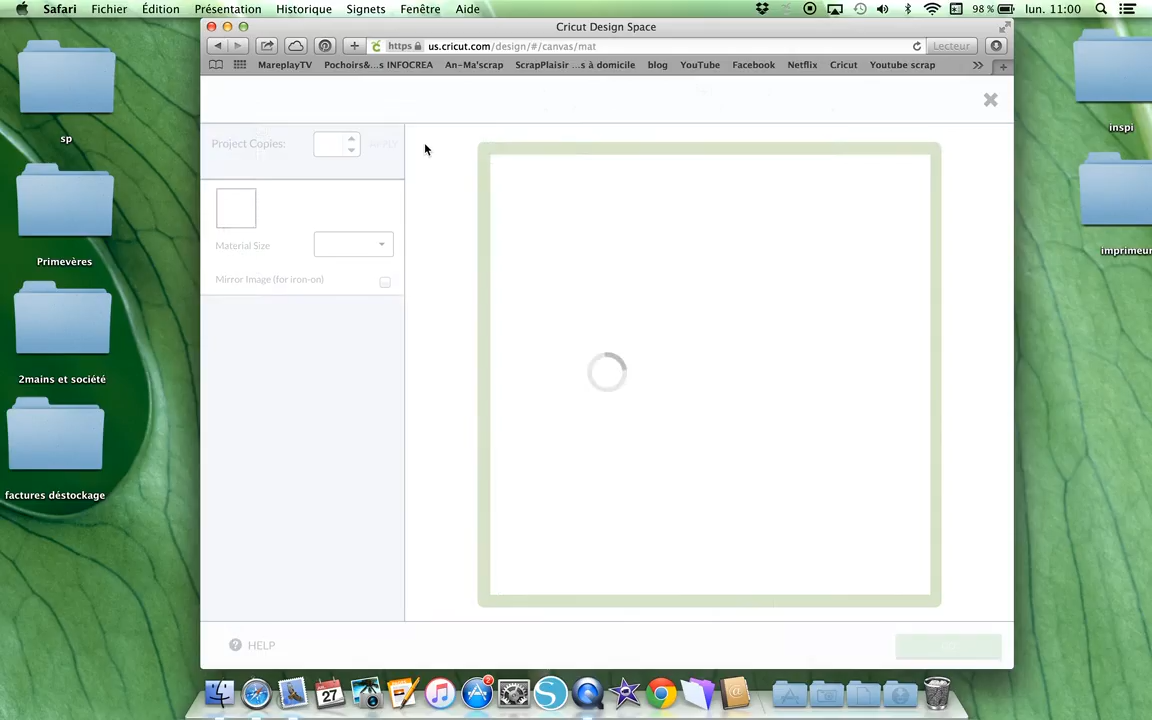 Safari Fichier Édition Présentation Historique Signets Fenêtre Aide 98 % lun. 11:00
Cricut Design Space
https us.cricut.com/design/#/canvas/mat Lecteur
MareplayTV Pochoirs&...s INFOCREA An-Ma'scrap ScrapPlaisir ...s à domicile blog YouTube Facebook Netflix Cricut Youtube scrap
Project Copies: APPLY
Material Size
Mirror Image (for iron-on)
HELP
sp
Primevères
2mains et société
factures déstockage
inspi
imprimeur
27
2